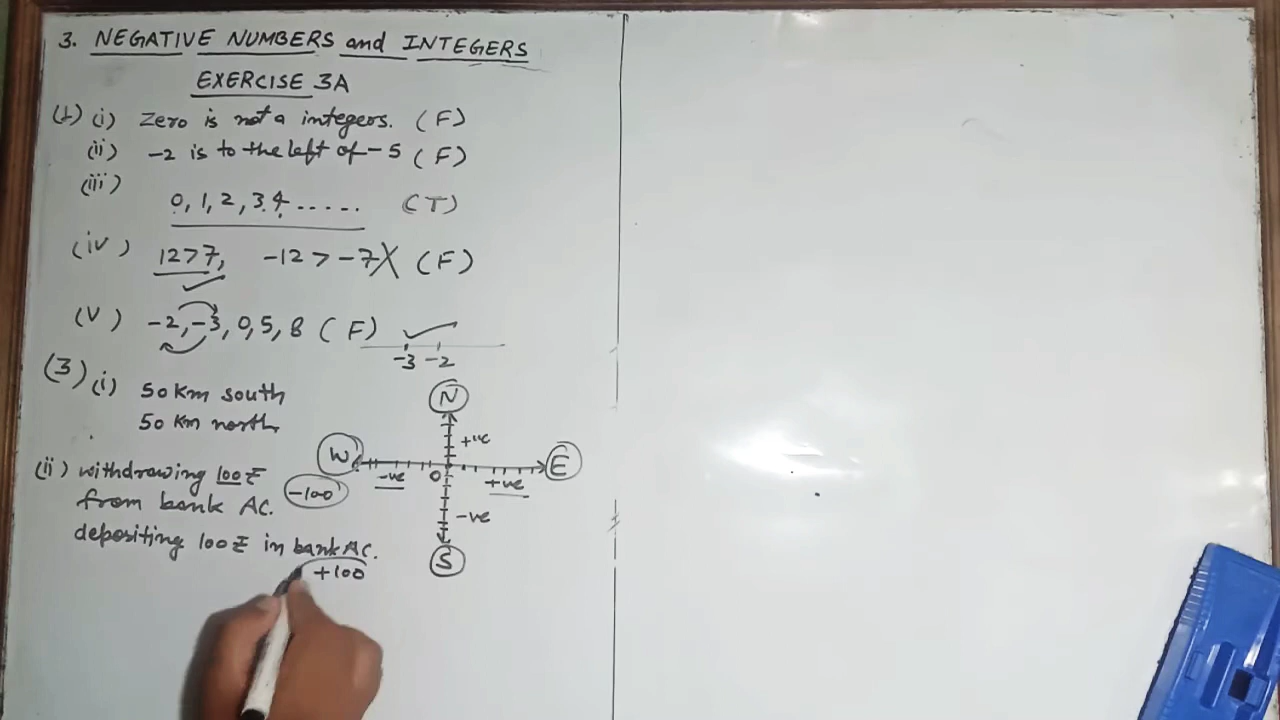 3. NEGATIVE NUMBERS and INTEGERS
EXERCISE 3A
(1) (i) Zero is not a integers. (F)
(ii) -2 is to the left of -5 (F)
(iii)
0, 1, 2, 3.4...... (T)
(iv) 12>7, -12 > -7 X (F)
(v) -2, -3, 0, 5, 8 (F)
-3 -2
(3) (i) 50 km south
50 km north
N
+ve
W
E
0
-ve
+ve
-ve
S
(ii) withdrawing 100₹
from bank AC.
-100
depositing 100₹ in bank AC.
+100